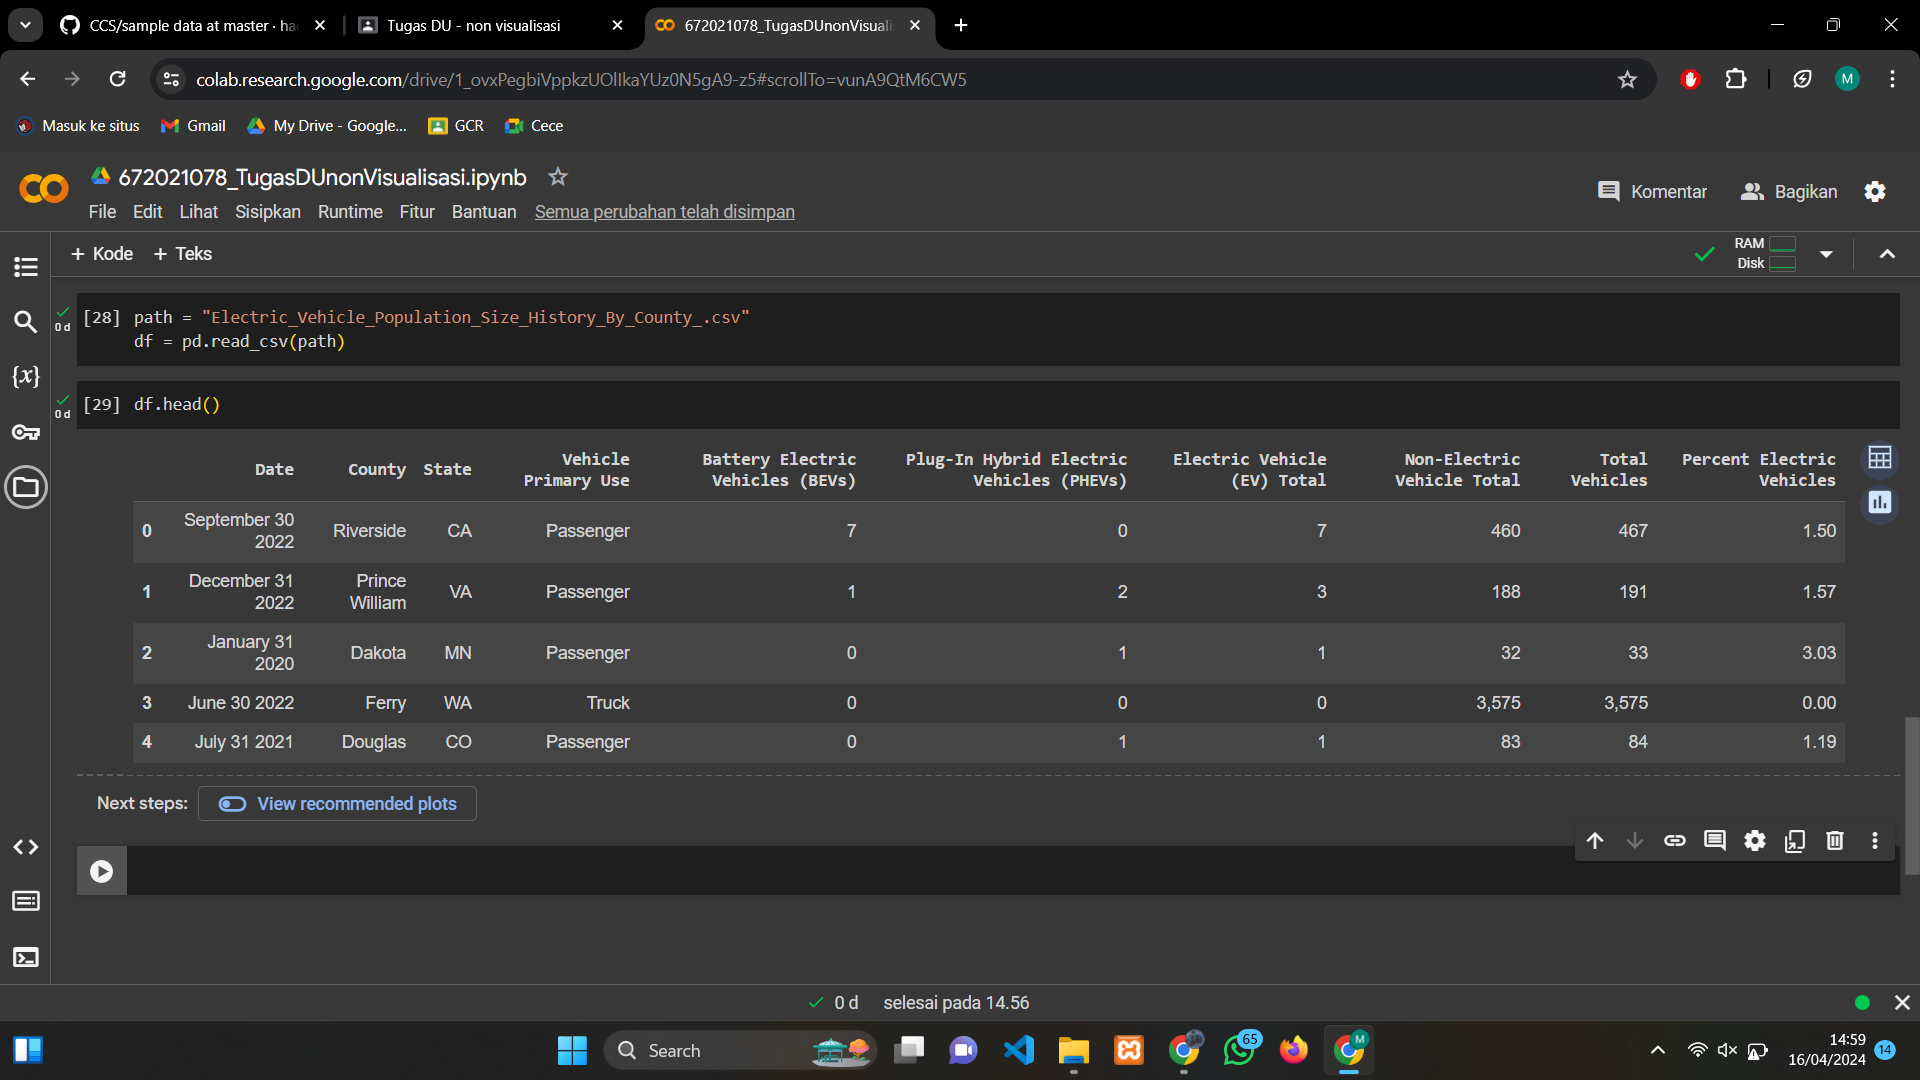 CCS/sample data at master · ha
Tugas DU - non visualisasi
672021078_TugasDUnonVisuali
colab.research.google.com/drive/1_ovxPegbiVppkzUOlIkaYUz0N5gA9-z5#scrollTo=vunA9QtM6CW5
M
Masuk ke situs
Gmail
My Drive - Google...
GCR
Cece
672021078_TugasDUnonVisualisasi.ipynb
Komentar
Bagikan
File Edit Lihat Sisipkan Runtime Fitur Bantuan Semua perubahan telah disimpan
+ Kode + Teks
RAM
Disk
{x}
0 d
[28] path = "Electric_Vehicle_Population_Size_History_By_County_.csv"
df = pd.read_csv(path)
0 d
[29] df.head()
Date County State Vehicle Primary Use Battery Electric Vehicles (BEVs) Plug-In Hybrid Electric Vehicles (PHEVs) Electric Vehicle (EV) Total Non-Electric Vehicle Total Total Vehicles Percent Electric Vehicles
0 September 30 2022 Riverside CA Passenger 7 0 7 460 467 1.50
1 December 31 2022 Prince William VA Passenger 1 2 3 188 191 1.57
2 January 31 2020 Dakota MN Passenger 0 1 1 32 33 3.03
3 June 30 2022 Ferry WA Truck 0 0 0 3,575 3,575 0.00
4 July 31 2021 Douglas CO Passenger 0 1 1 83 84 1.19
Next steps: View recommended plots
0 d selesai pada 14.56
Search
65
M
14:59
16/04/2024
14